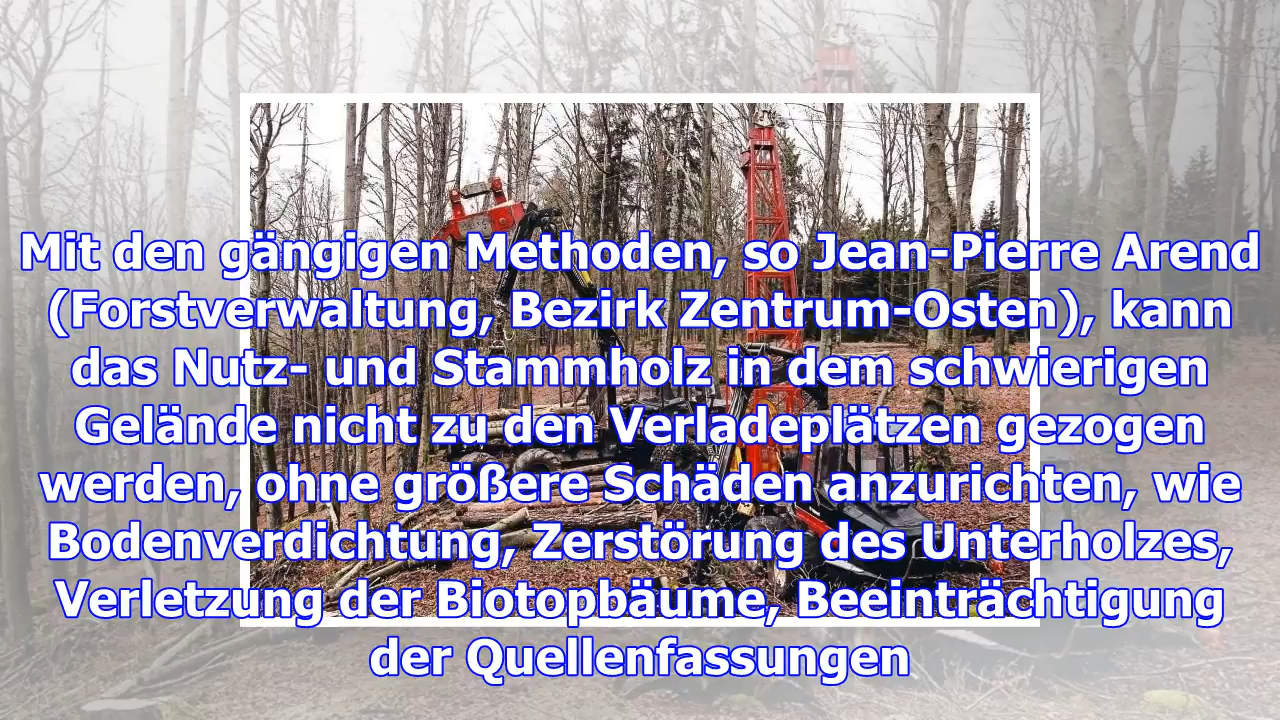 Mit den gängigen Methoden, so Jean-Pierre Arend
(Forstverwaltung, Bezirk Zentrum-Osten), kann
das Nutz- und Stammholz in dem schwierigen
Gelände nicht zu den Verladeplätzen gezogen
werden, ohne größere Schäden anzurichten, wie
Bodenverdichtung, Zerstörung des Unterholzes,
Verletzung der Biotopbäume, Beeinträchtigung
der Quellenfassungen